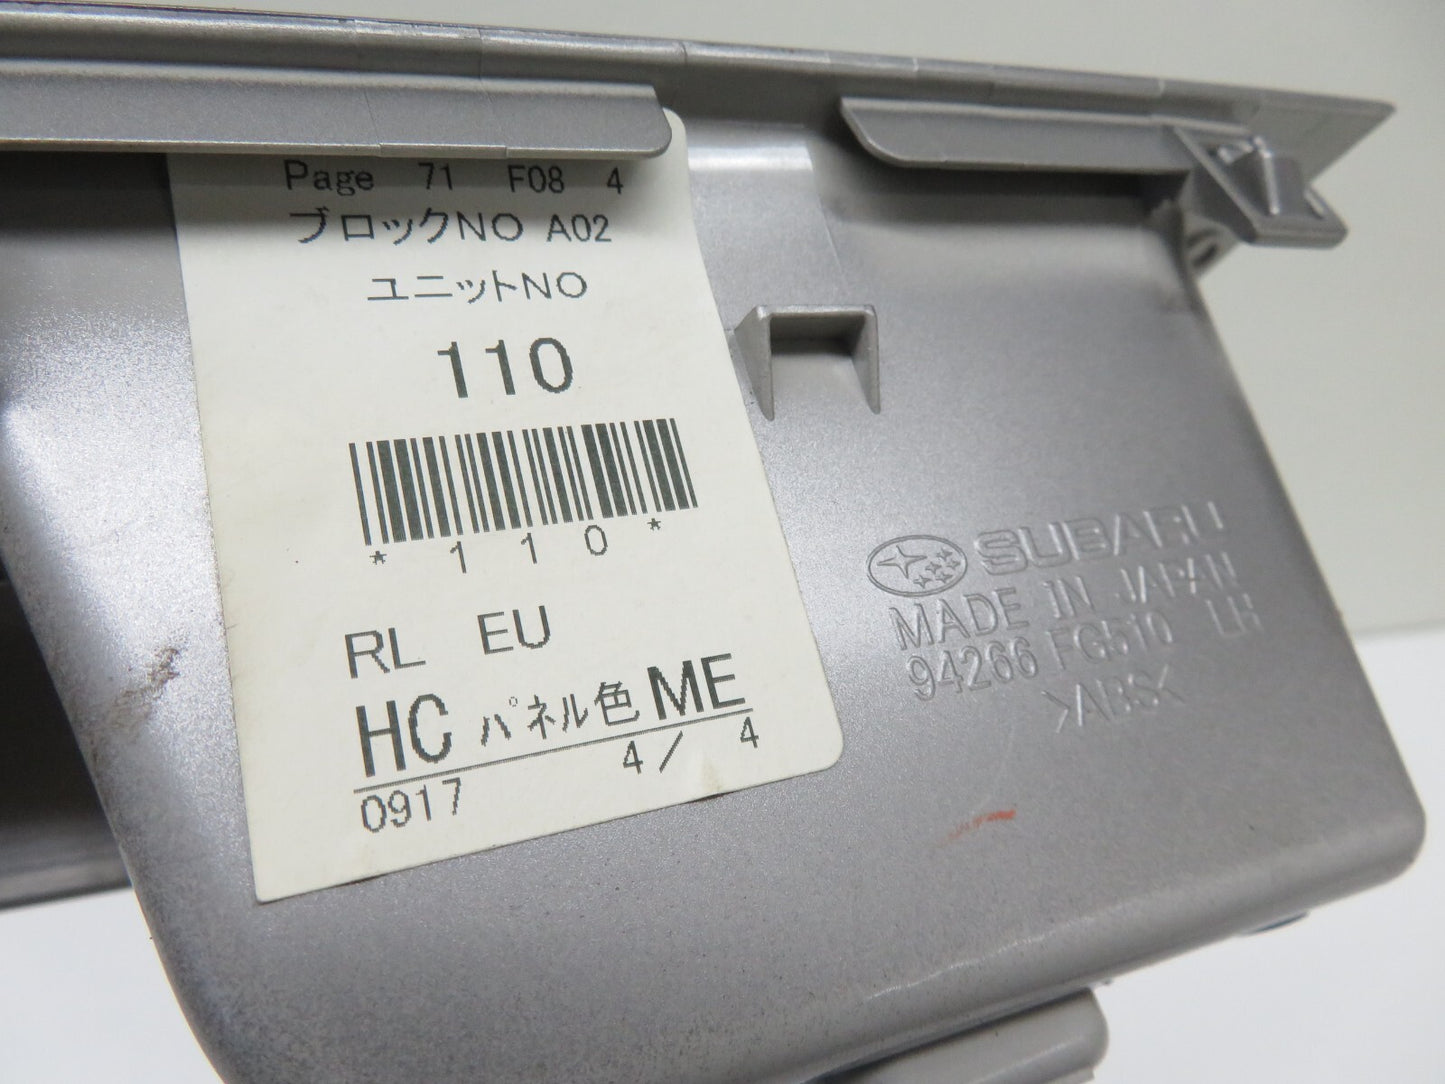 Page 71 F08 4
ブロックNO A02
ユニットNO
110
*110*
RL EU
HC パネル色 ME
0917 4/ 4
SUBARU
MADE IN JAPAN
94266 FG510 LH
>ABS<